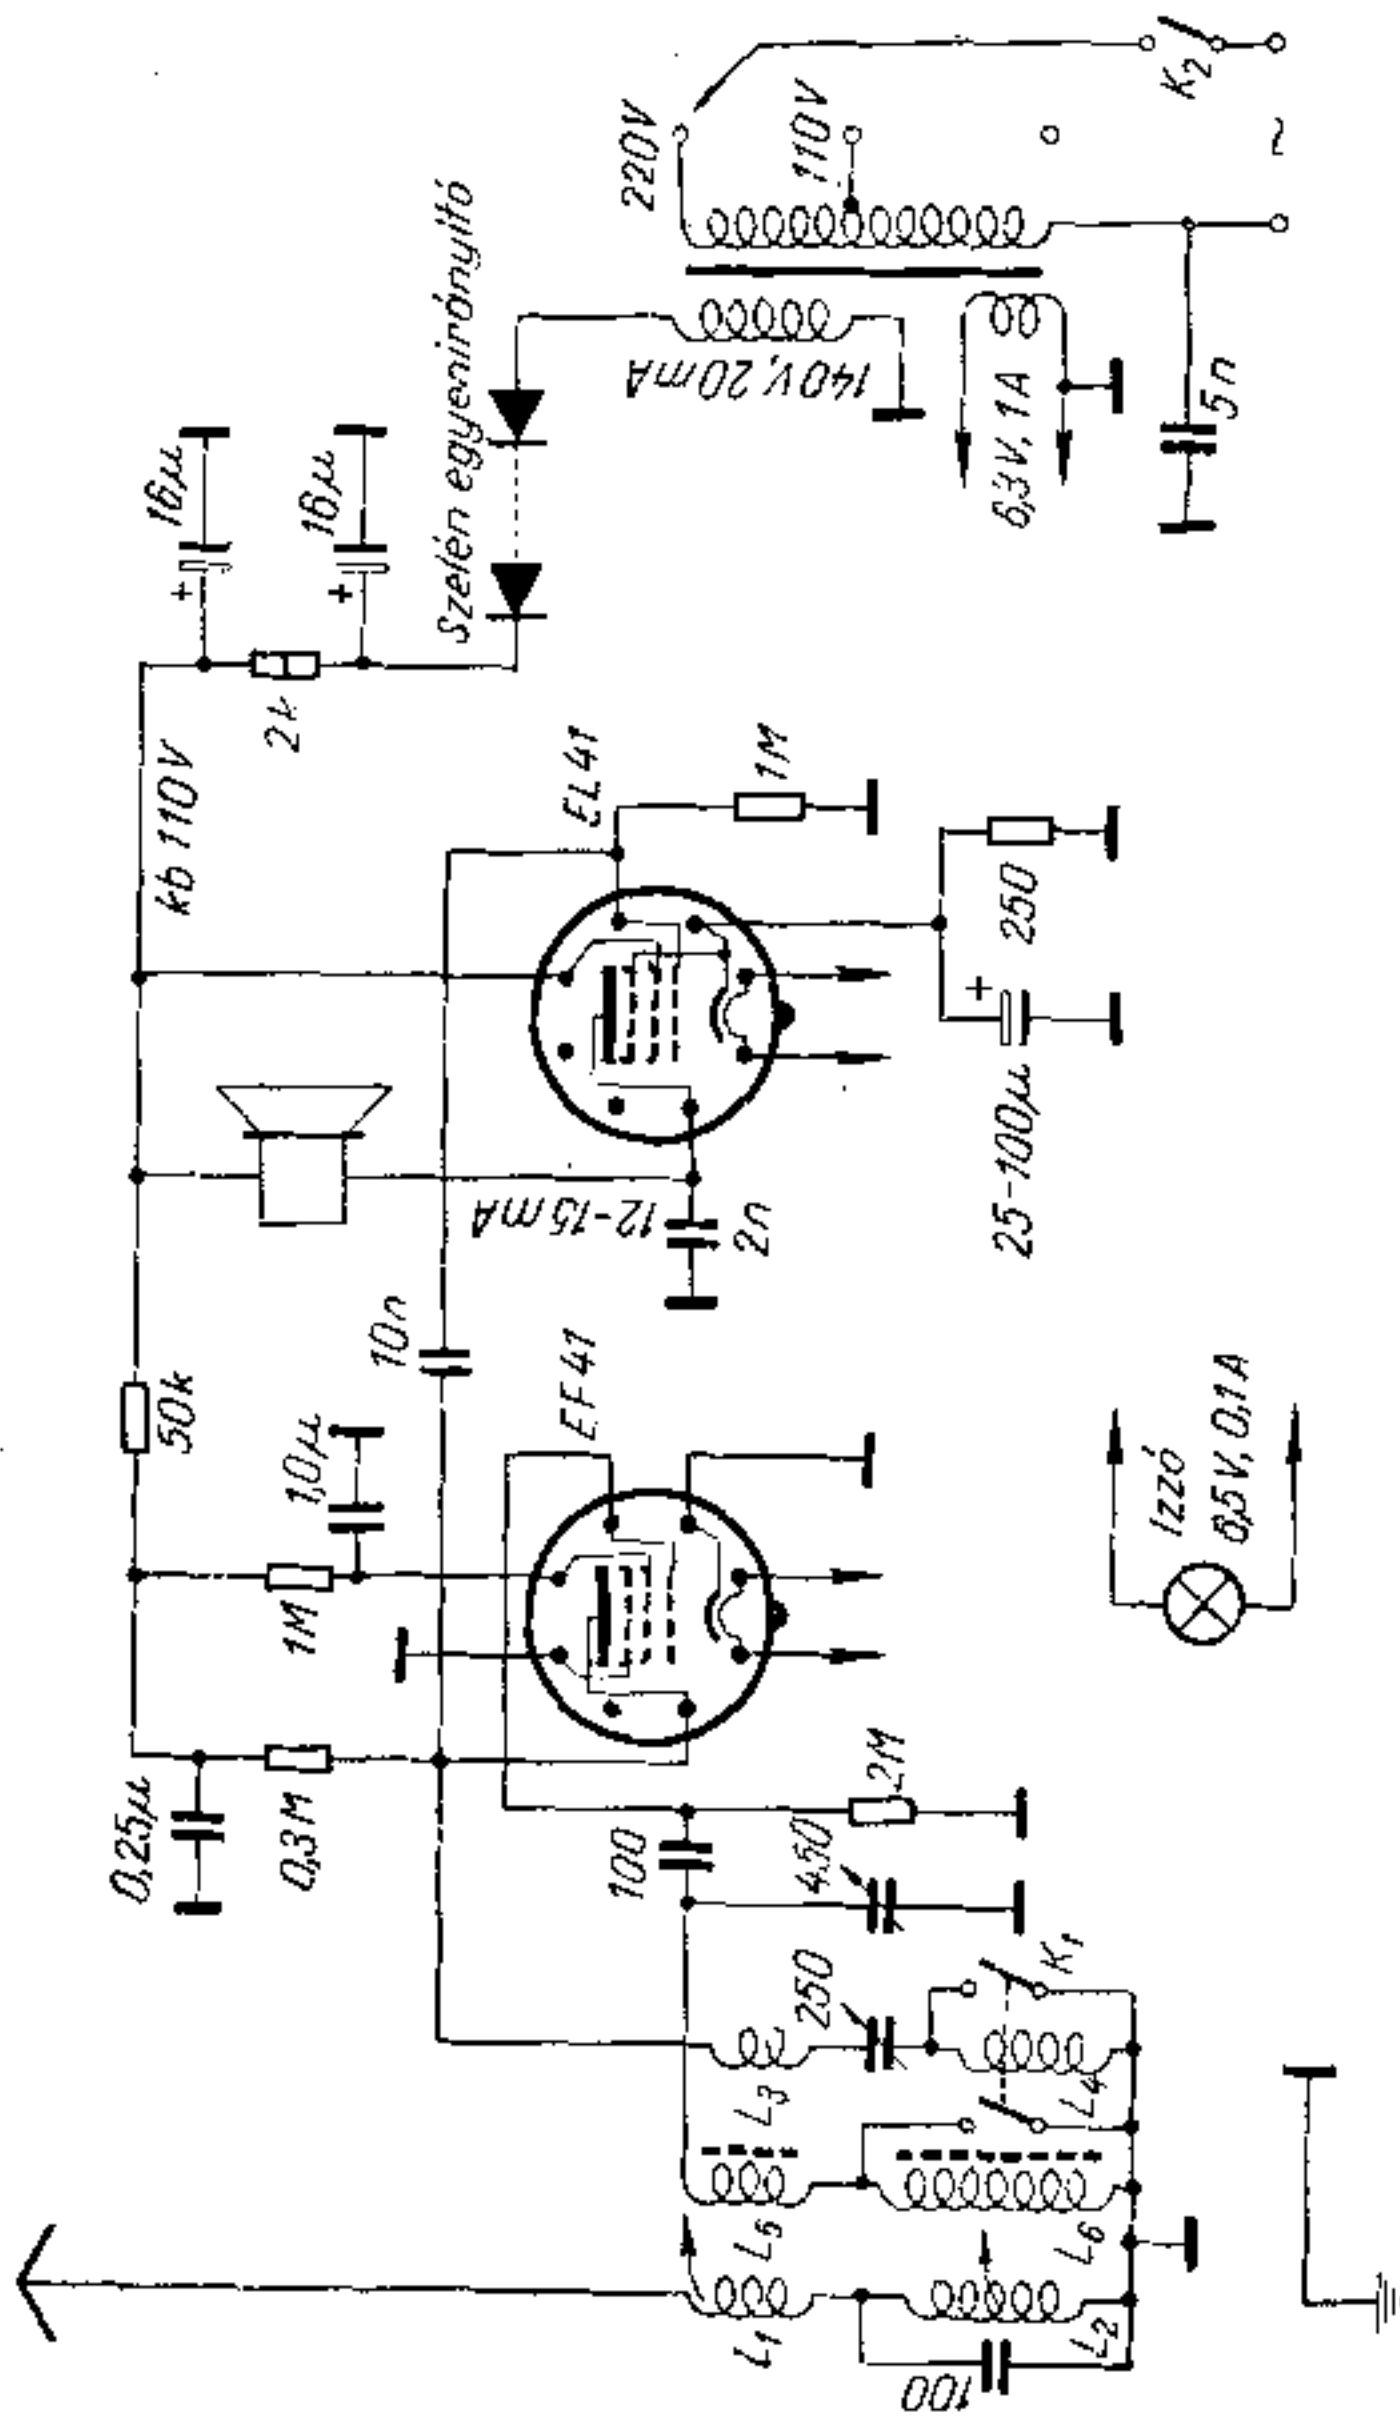 0,25μ
0,3M
1M
1,0μ
50k
10n
kb 110V
2k
16μ
16μ
Szelén egyenirányító
220V
110V
K2
~
140V, 20mA
6,3V, 1A
5n
EF41
EL41
12-15mA
2n
1M
250
25-100μ
100
2M
450
250
K1
L1
L5
L3
L2
L6
L4
100
Izzó
6,5V, 0,1A
+
+
+